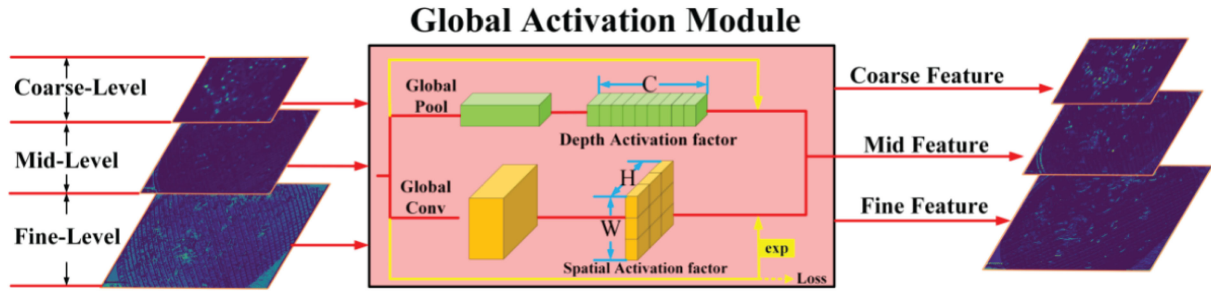 Global Activation Module
Coarse-Level
Mid-Level
Fine-Level
Global
Pool
C
Depth Activation factor
Global
Conv
H
W
Spatial Activation factor
exp
Loss
Coarse Feature
Mid Feature
Fine Feature